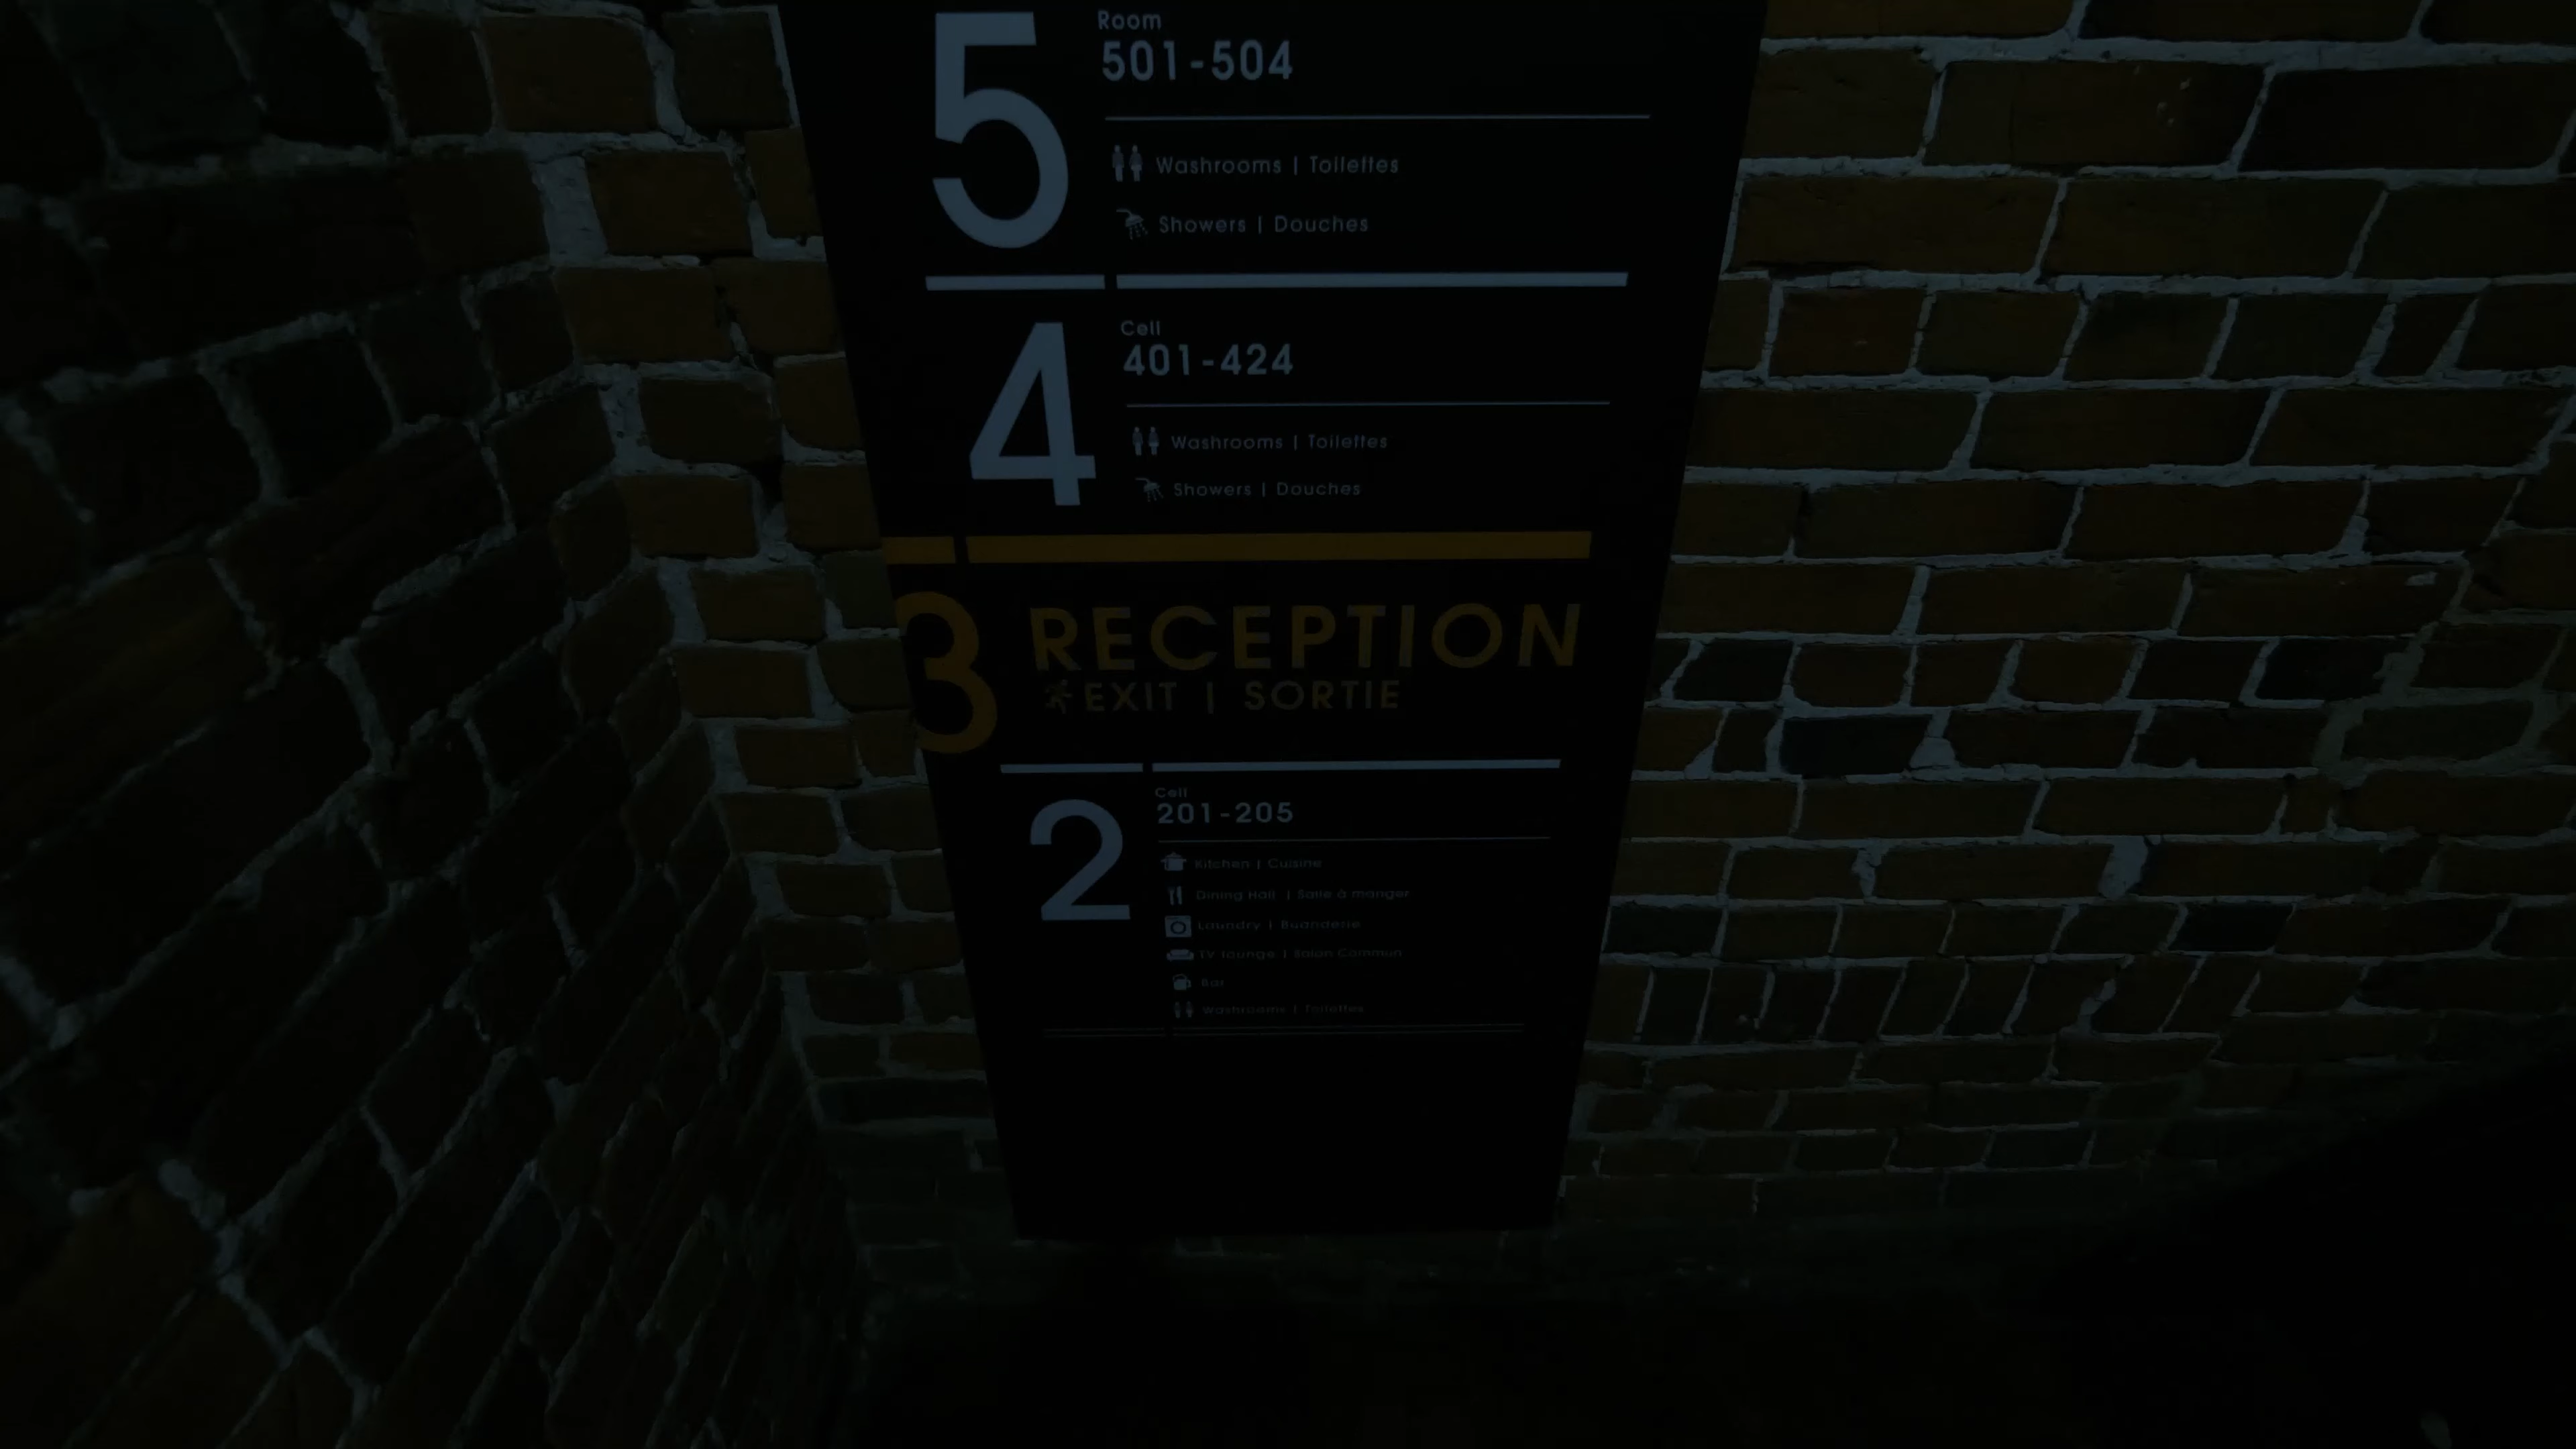 5
Room
501-504
Washrooms | Toilettes
Showers | Douches
4
Cell
401-424
Washrooms | Toilettes
Showers | Douches
3
RECEPTION
EXIT | SORTIE
2
Cell
201-205
Kitchen | Cuisine
Dining Hall | Salle à manger
Laundry | Buanderie
TV lounge | Salon Commun
Bar
Washrooms | Toilettes